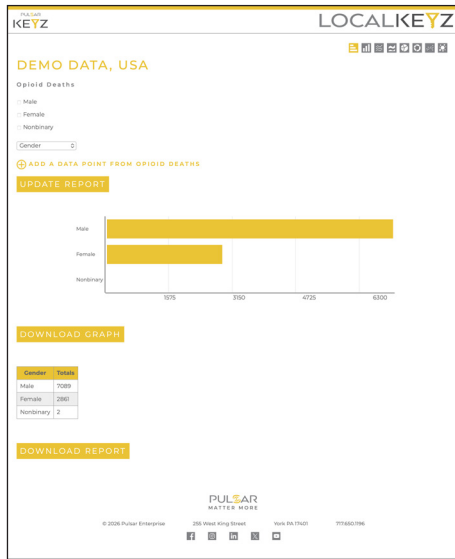 PULSAR
KEYZ
LOCALKEYZ
DEMO DATA, USA
Opioid Deaths
Male
Female
Nonbinary
Gender
ADD A DATA POINT FROM OPIOID DEATHS
UPDATE REPORT
Male
Female
Nonbinary
1575 3150 4725 6300
DOWNLOAD GRAPH
Gender Totals
Male 7089
Female 2861
Nonbinary 2
DOWNLOAD REPORT
PULSAR
MATTER MORE
© 2026 Pulsar Enterprise 255 West King Street York PA 17401 717.650.1196